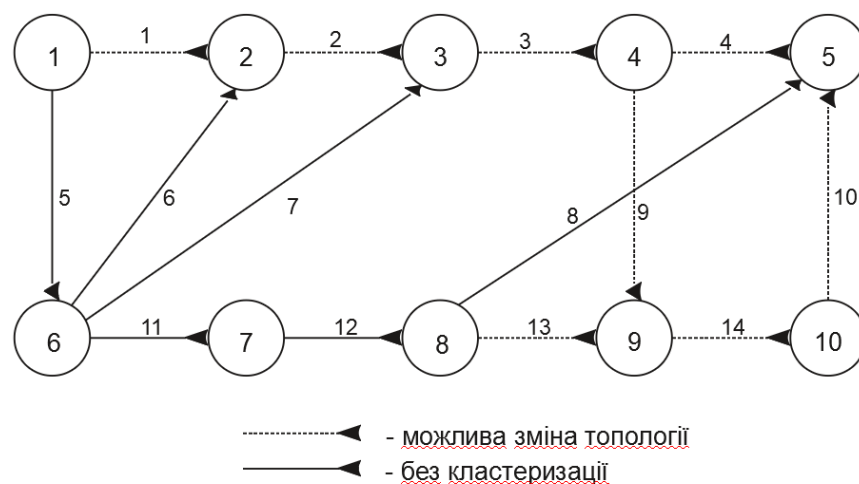 1 2 3 4
1 2 3 4 5
5 6 7 8 9 10
11 12 13 14
6 7 8 9 10
- можлива зміна топології
- без кластеризації